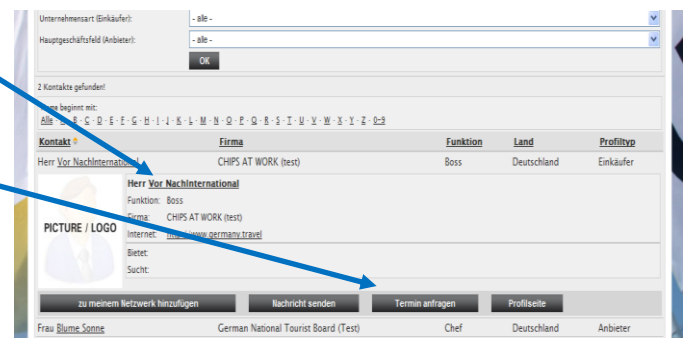 Unternehmensart (Einkäufer): - alle -
Hauptgeschäftsfeld (Anbieter): - alle -
OK
2 Kontakte gefunden!
beginnt mit:
Alle · B · C · D · E · F · G · H · I · J · K · L · M · N · O · P · Q · R · S · T · U · V · W · X · Y · Z · 0-9
Kontakt Firma Funktion Land Profiltyp
Herr Vor NachInternational CHIPS AT WORK (test) Boss Deutschland Einkäufer
PICTURE / LOGO
Herr Vor NachInternational
Funktion: Boss
Firma: CHIPS AT WORK (test)
Internet: http://www.germany.travel
Bietet:
Sucht:
zu meinem Netzwerk hinzufügen Nachricht senden Termin anfragen Profilseite
Frau Blume Sonne German National Tourist Board (Test) Chef Deutschland Anbieter